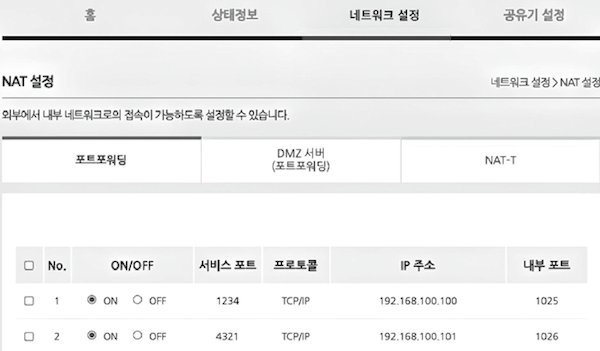 홈 상태정보 네트워크 설정 공유기 설정
NAT 설정 네트워크 설정 > NAT 설정
외부에서 내부 네트워크로의 접속이 가능하도록 설정할 수 있습니다.
포트포워딩 DMZ 서버 (포트포워딩) NAT-T
No. ON/OFF 서비스 포트 프로토콜 IP 주소 내부 포트
1 ON OFF 1234 TCP/IP 192.168.100.100 1025
2 ON OFF 4321 TCP/IP 192.168.100.101 1026